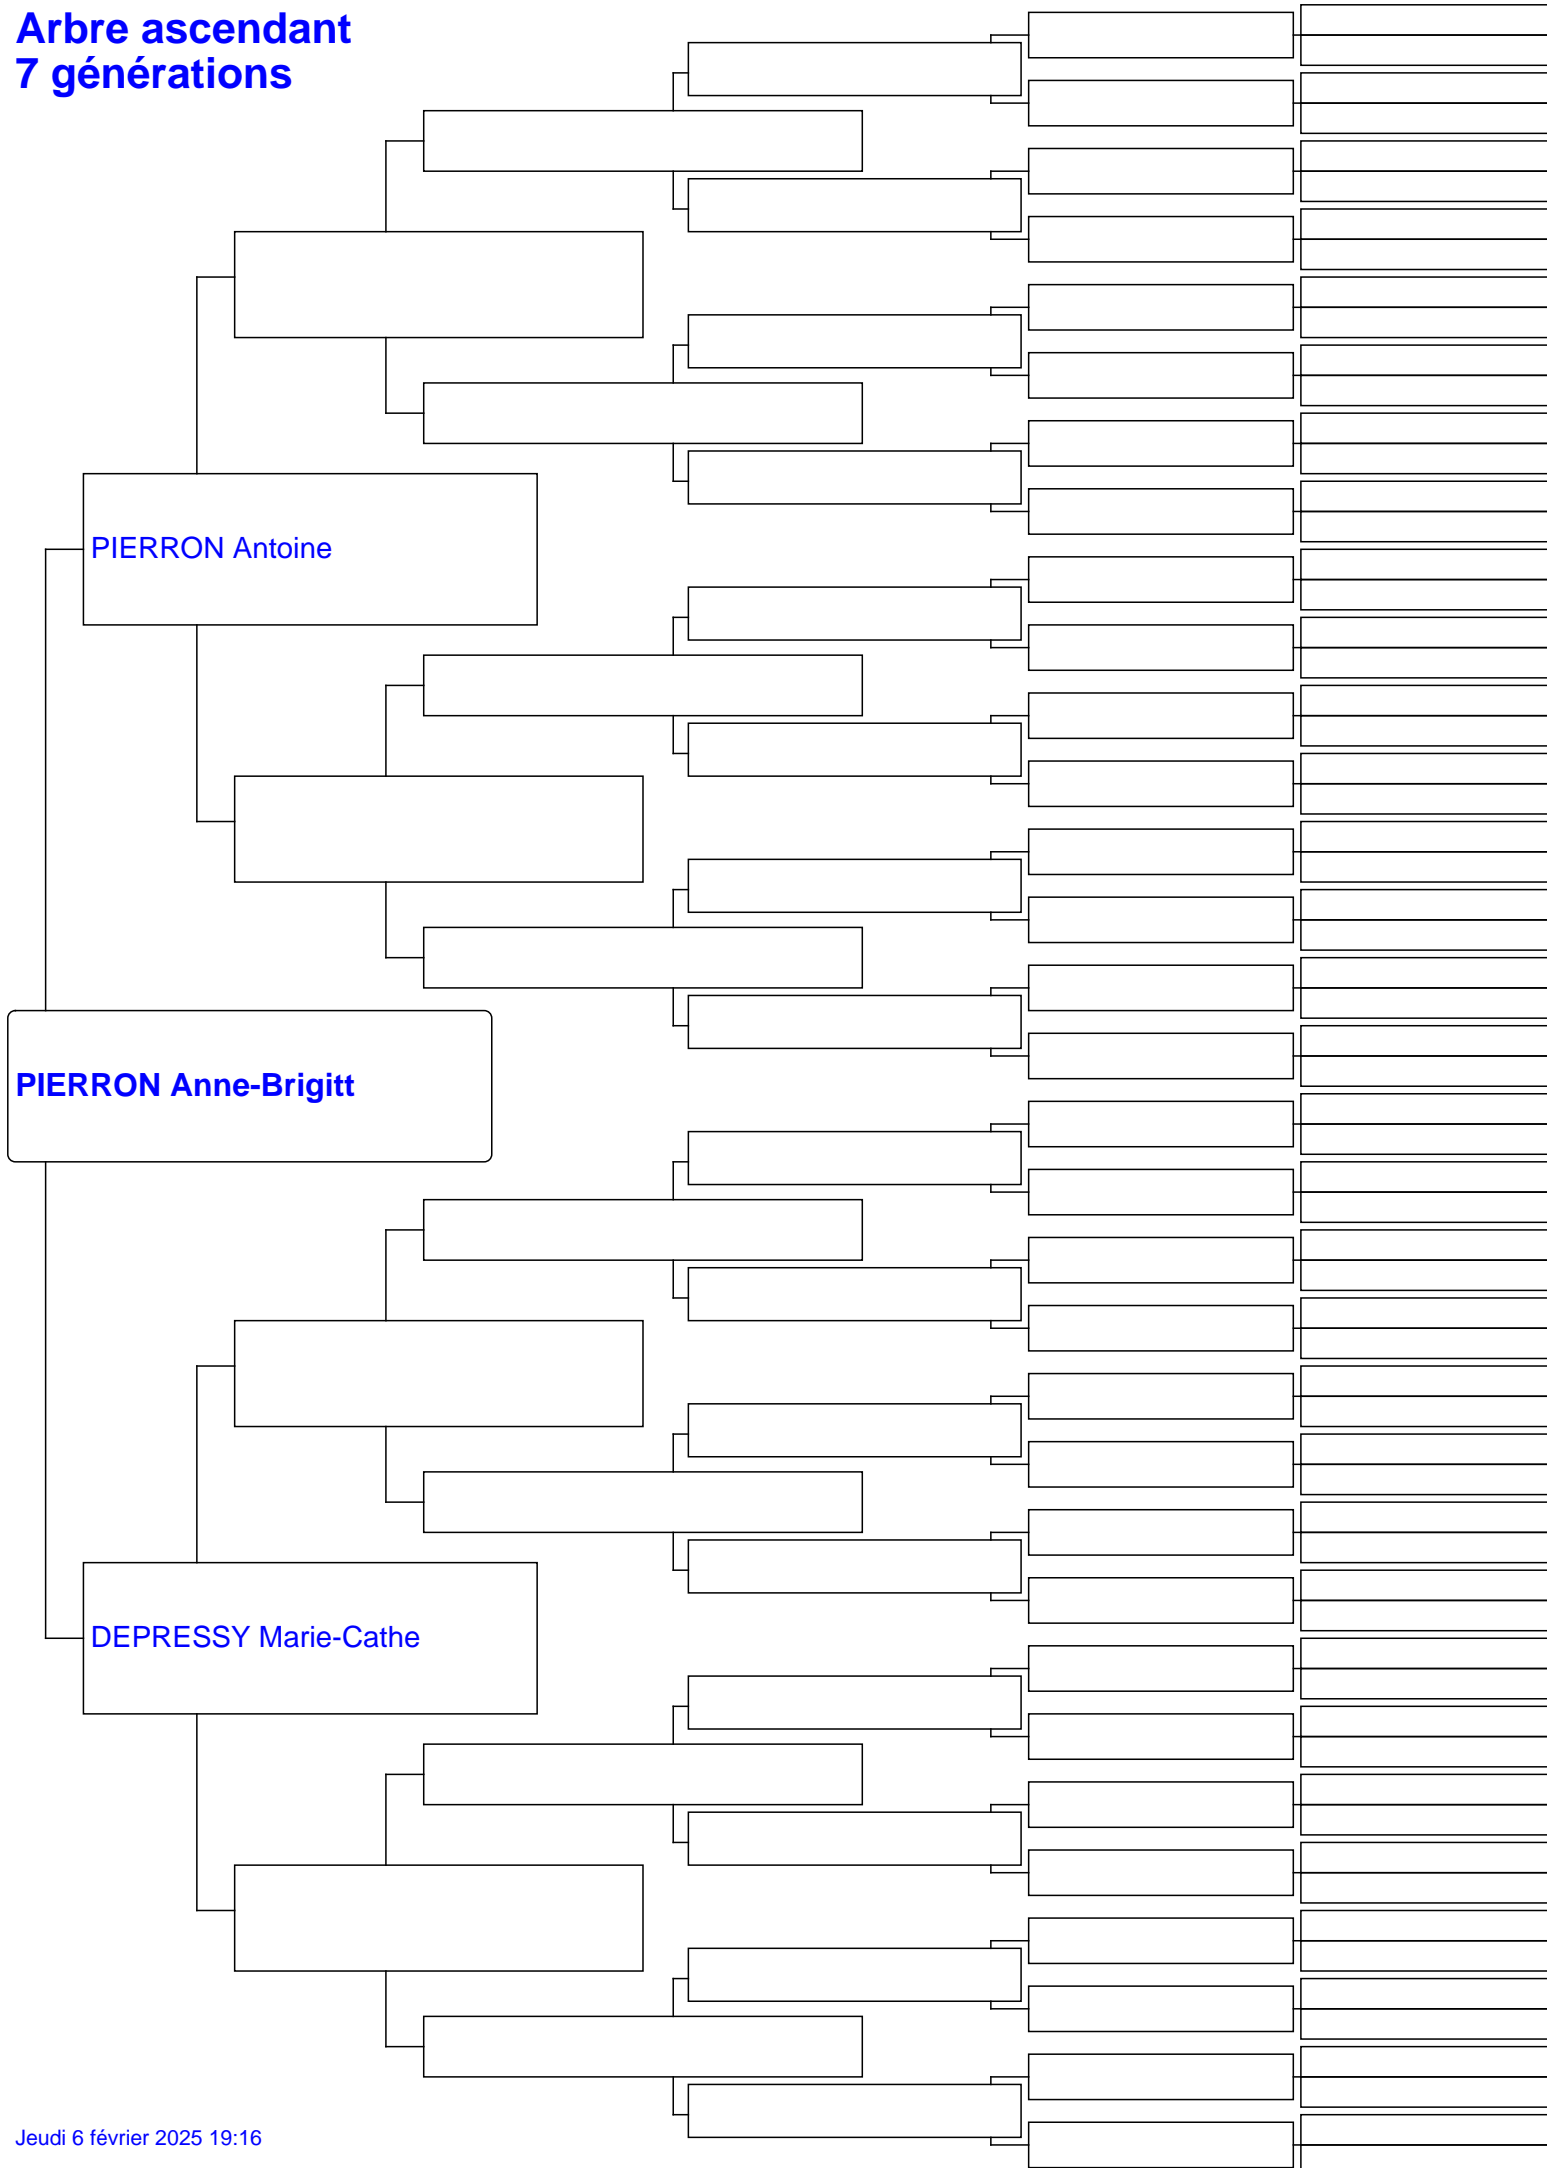 Arbre ascendant
7 générations
PIERRON Antoine
PIERRON Anne-Brigitt
DEPRESSY Marie-Cathe
Jeudi 6 février 2025 19:16